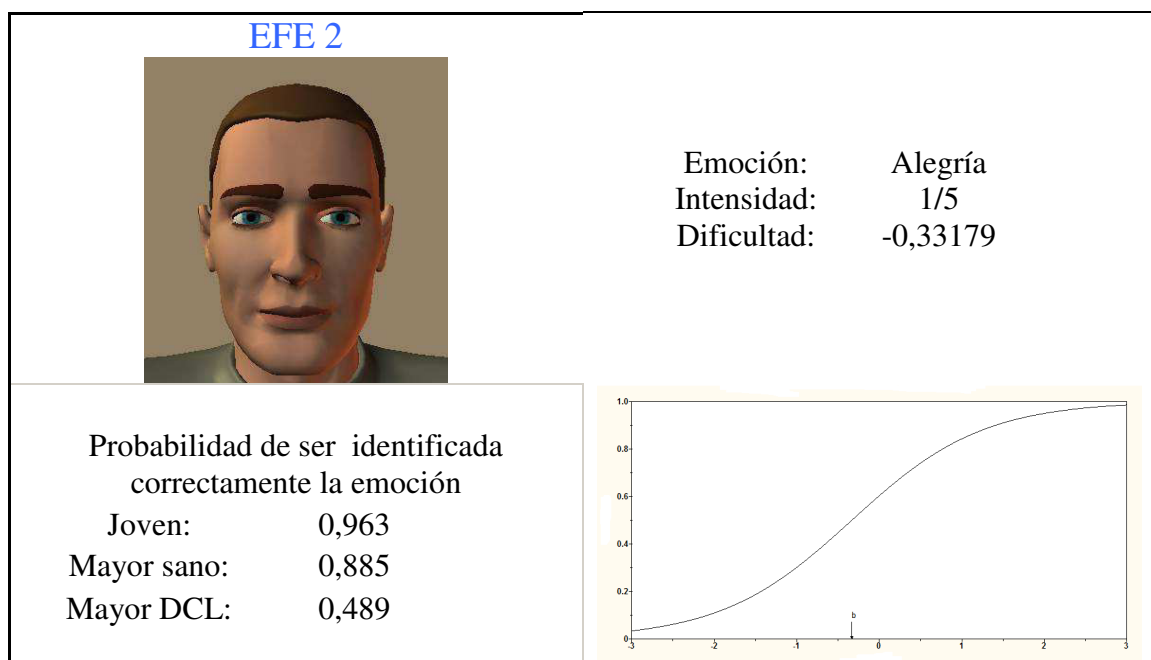 EFE 2
Emoción: Alegría
Intensidad: 1/5
Dificultad: -0,33179
Probabilidad de ser identificada
correctamente la emoción
Joven: 0,963
Mayor sano: 0,885
Mayor DCL: 0,489
1.0
0.8
0.6
0.4
0.2
0
b
-3 -2 -1 0 1 2 3